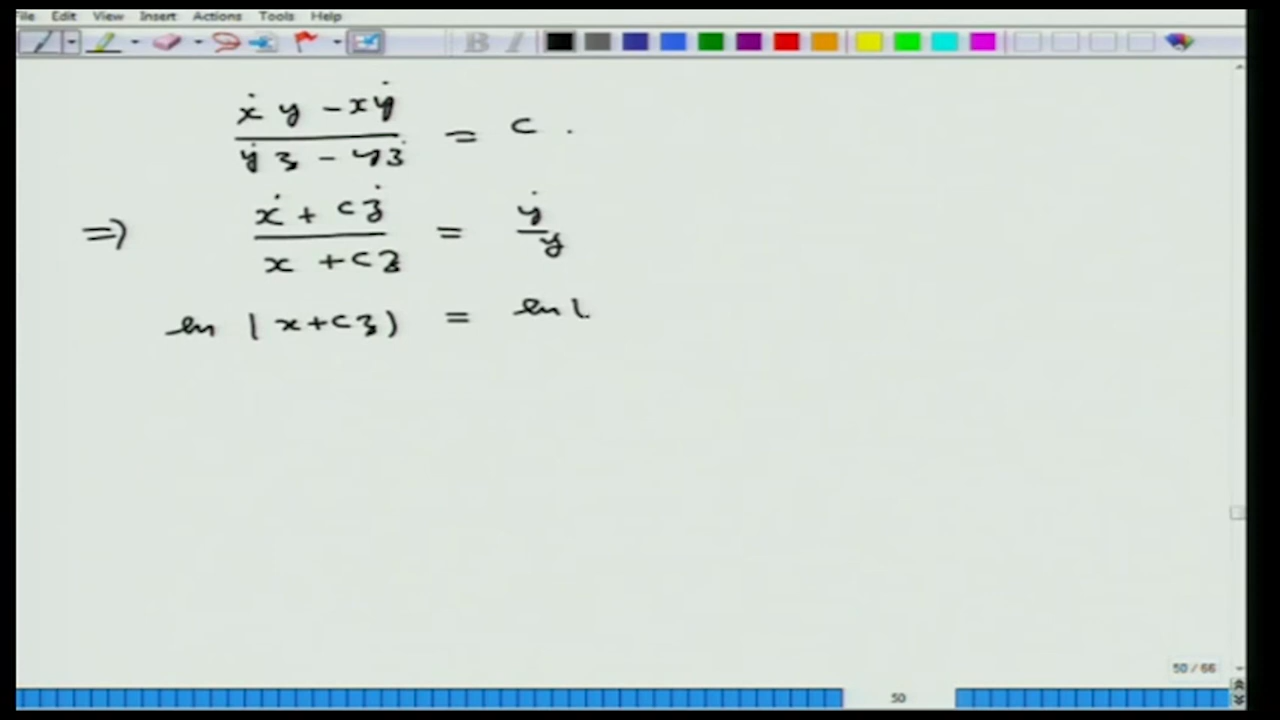 File Edit View Insert Actions Tools Help
(ẋy − xẏ) / (ẏz − yż) = c .
⇒ (ẋ + cż) / (x + cz) = ẏ / y
ln (x+cz) = ln (
50 / 66
50